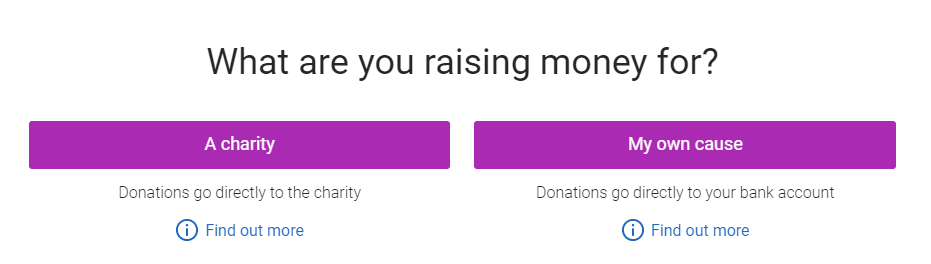 What are you raising money for?
A charity
My own cause
Donations go directly to the charity
Donations go directly to your bank account
Find out more
Find out more